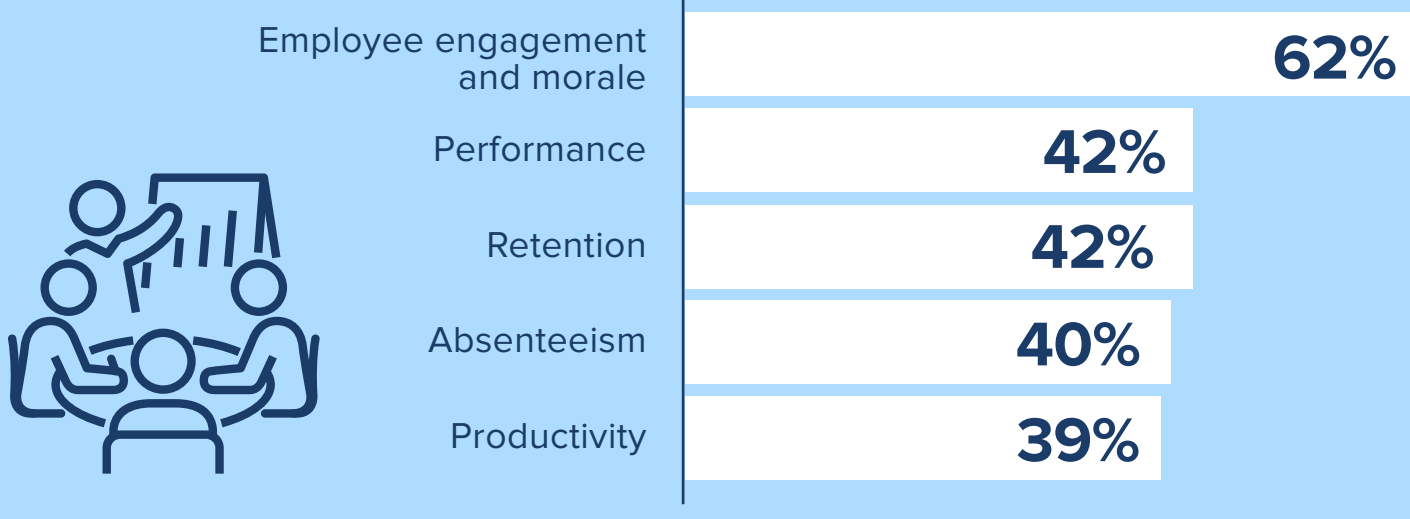 Employee engagement
and morale
62%
Performance
42%
Retention
42%
Absenteeism
40%
Productivity
39%